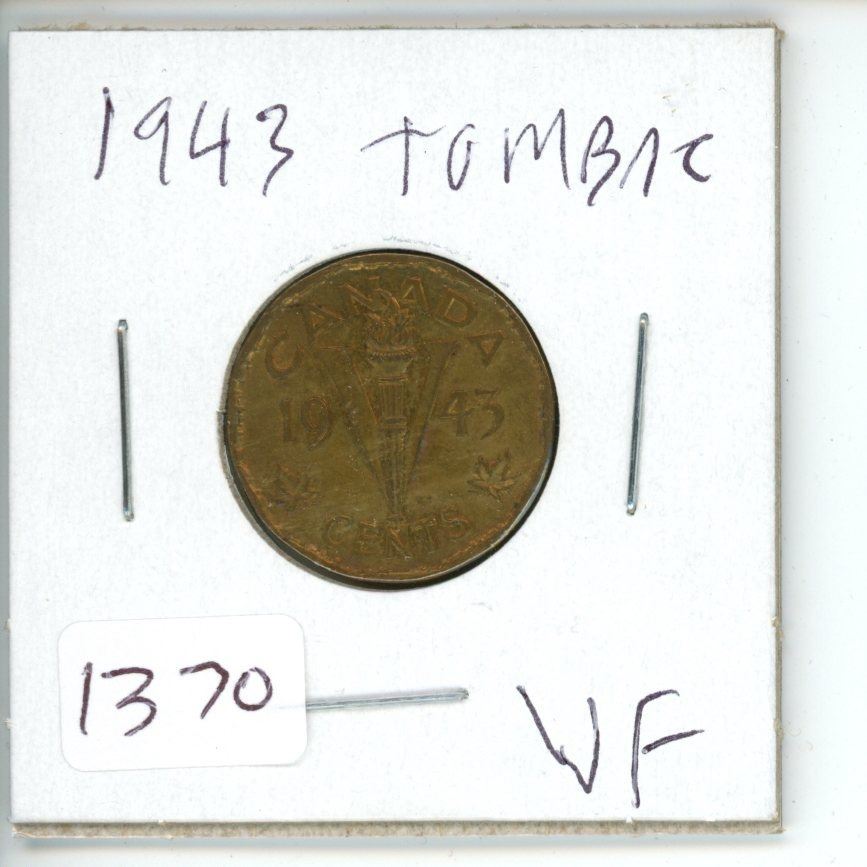 1943 TOMBAC
CANADA
19 43
CENTS
1370
VF